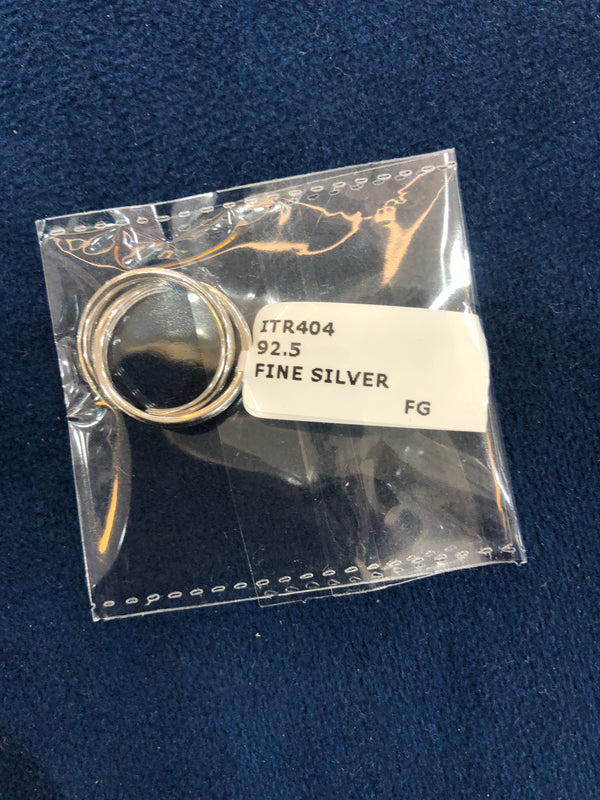 ITR404
92.5
FINE SILVER
FG